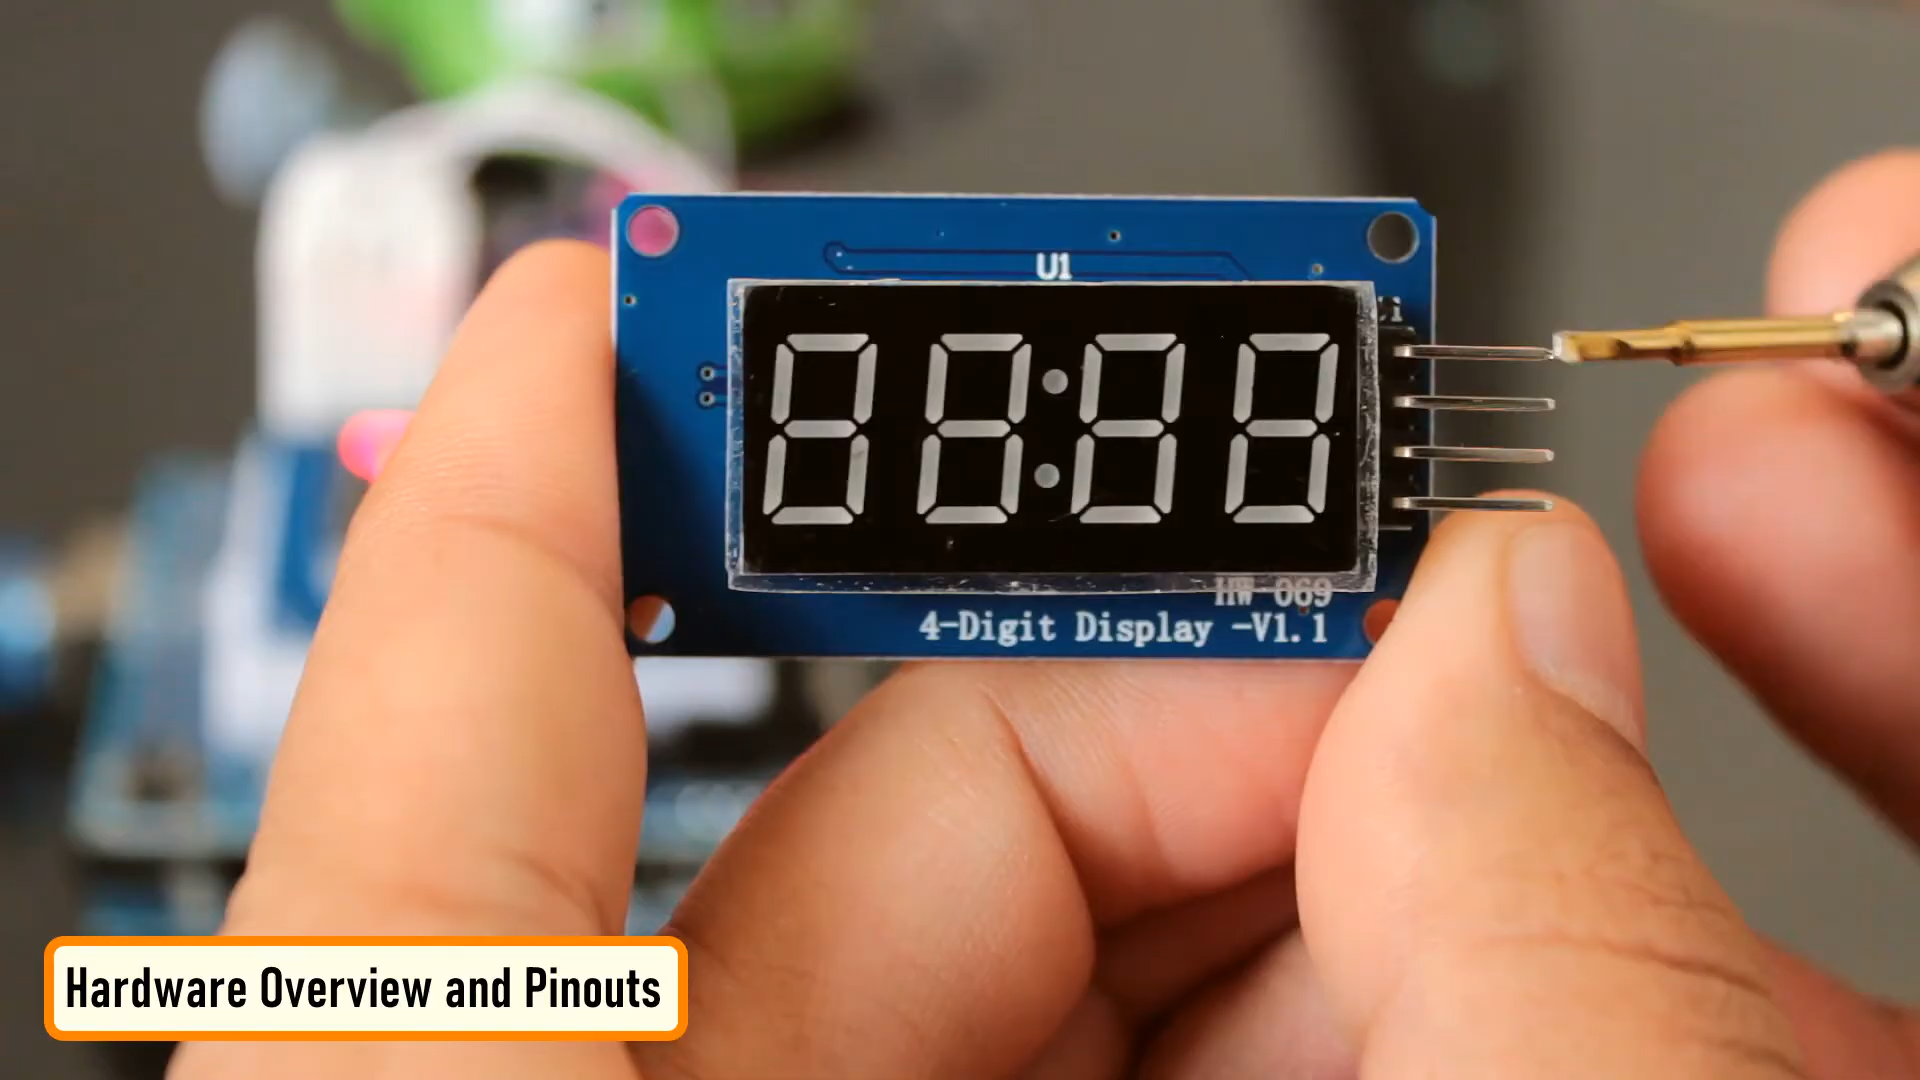 U1
HW-069
4-Digit Display -V1.1
Hardware Overview and Pinouts